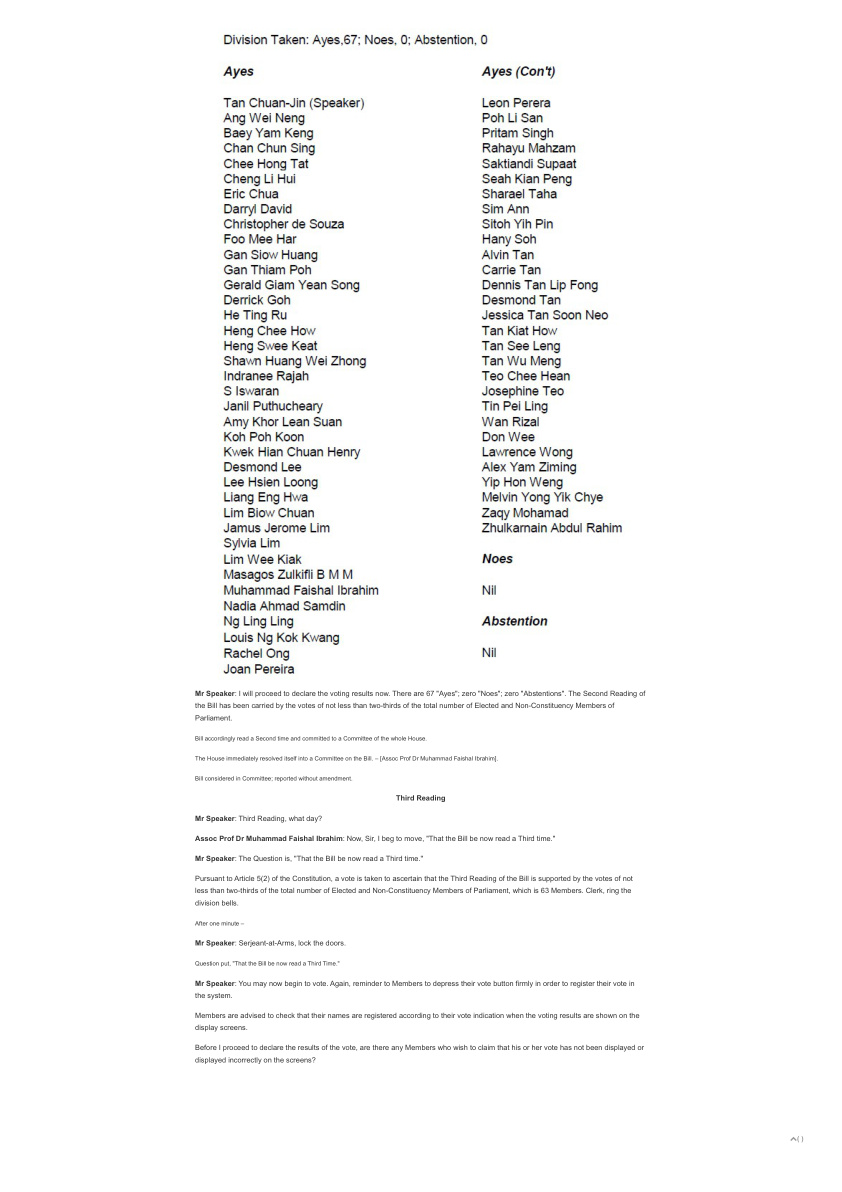 Division Taken: Ayes,67; Noes, 0; Abstention, 0
Ayes
Tan Chuan-Jin (Speaker)
Ang Wei Neng
Baey Yam Keng
Chan Chun Sing
Chee Hong Tat
Cheng Li Hui
Eric Chua
Darryl David
Christopher de Souza
Foo Mee Har
Gan Siow Huang
Gan Thiam Poh
Gerald Giam Yean Song
Derrick Goh
He Ting Ru
Heng Chee How
Heng Swee Keat
Shawn Huang Wei Zhong
Indranee Rajah
S Iswaran
Janil Puthucheary
Amy Khor Lean Suan
Koh Poh Koon
Kwek Hian Chuan Henry
Desmond Lee
Lee Hsien Loong
Liang Eng Hwa
Lim Biow Chuan
Jamus Jerome Lim
Sylvia Lim
Lim Wee Kiak
Masagos Zulkifli B M M
Muhammad Faishal Ibrahim
Nadia Ahmad Samdin
Ng Ling Ling
Louis Ng Kok Kwang
Rachel Ong
Joan Pereira
Ayes (Con't)
Leon Perera
Poh Li San
Pritam Singh
Rahayu Mahzam
Saktiandi Supaat
Seah Kian Peng
Sharael Taha
Sim Ann
Sitoh Yih Pin
Hany Soh
Alvin Tan
Carrie Tan
Dennis Tan Lip Fong
Desmond Tan
Jessica Tan Soon Neo
Tan Kiat How
Tan See Leng
Tan Wu Meng
Teo Chee Hean
Josephine Teo
Tin Pei Ling
Wan Rizal
Don Wee
Lawrence Wong
Alex Yam Ziming
Yip Hon Weng
Melvin Yong Yik Chye
Zaqy Mohamad
Zhulkarnain Abdul Rahim
Noes
Nil
Abstention
Nil
Mr Speaker: I will proceed to declare the voting results now. There are 67 "Ayes"; zero "Noes"; zero "Abstentions". The Second Reading of
the Bill has been carried by the votes of not less than two-thirds of the total number of Elected and Non-Constituency Members of
Parliament.
Bill accordingly read a Second time and committed to a Committee of the whole House.
The House immediately resolved itself into a Committee on the Bill. – [Assoc Prof Dr Muhammad Faishal Ibrahim].
Bill considered in Committee; reported without amendment.
Third Reading
Mr Speaker: Third Reading, what day?
Assoc Prof Dr Muhammad Faishal Ibrahim: Now, Sir, I beg to move, "That the Bill be now read a Third time."
Mr Speaker: The Question is, "That the Bill be now read a Third time."
Pursuant to Article 5(2) of the Constitution, a vote is taken to ascertain that the Third Reading of the Bill is supported by the votes of not
less than two-thirds of the total number of Elected and Non-Constituency Members of Parliament, which is 63 Members. Clerk, ring the
division bells.
After one minute –
Mr Speaker: Serjeant-at-Arms, lock the doors.
Question put, "That the Bill be now read a Third Time."
Mr Speaker: You may now begin to vote. Again, reminder to Members to depress their vote button firmly in order to register their vote in
the system.
Members are advised to check that their names are registered according to their vote indication when the voting results are shown on the
display screens.
Before I proceed to declare the results of the vote, are there any Members who wish to claim that his or her vote has not been displayed or
displayed incorrectly on the screens?
^( )